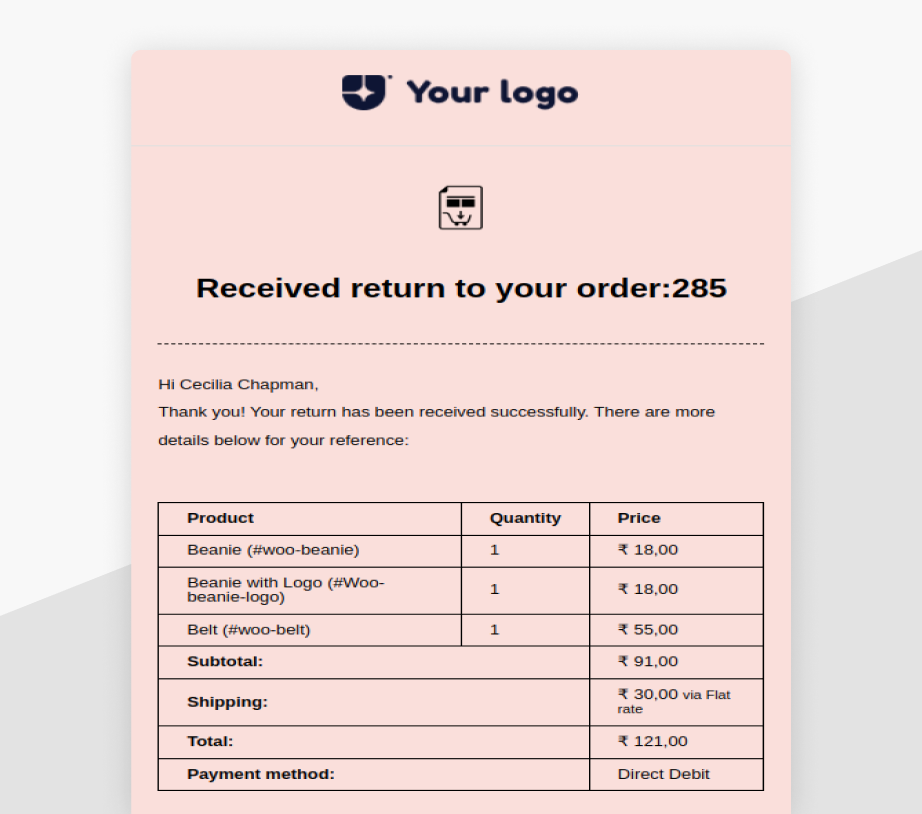 Your logo
Received return to your order:285
Hi Cecilia Chapman,
Thank you! Your return has been received successfully. There are more
details below for your reference:
Product Quantity Price
Beanie (#woo-beanie) 1 ₹ 18,00
Beanie with Logo (#Woo-
beanie-logo) 1 ₹ 18,00
Belt (#woo-belt) 1 ₹ 55,00
Subtotal: ₹ 91,00
Shipping: ₹ 30,00 via Flat
rate
Total: ₹ 121,00
Payment method: Direct Debit